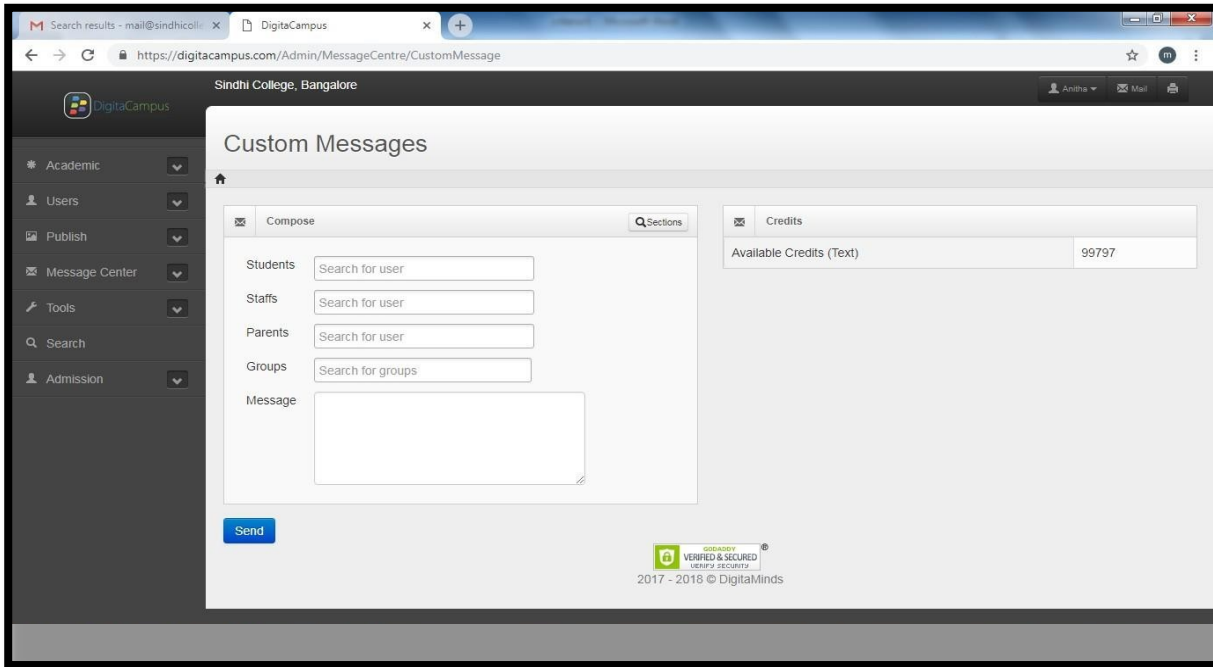 Search results - mail@sindhicolle
DigitaCampus
https://digitacampus.com/Admin/MessageCentre/CustomMessage
m
DigitaCampus
Sindhi College, Bangalore
Anitha
Mail
Custom Messages
Academic
Users
Publish
Message Center
Tools
Search
Admission
Compose
Sections
Students
Search for user
Staffs
Search for user
Parents
Search for user
Groups
Search for groups
Message
Send
Credits
Available Credits (Text) 99797
GODADDY
VERIFIED & SECURED
VERIFY SECURITY
®
2017 - 2018 © DigitaMinds